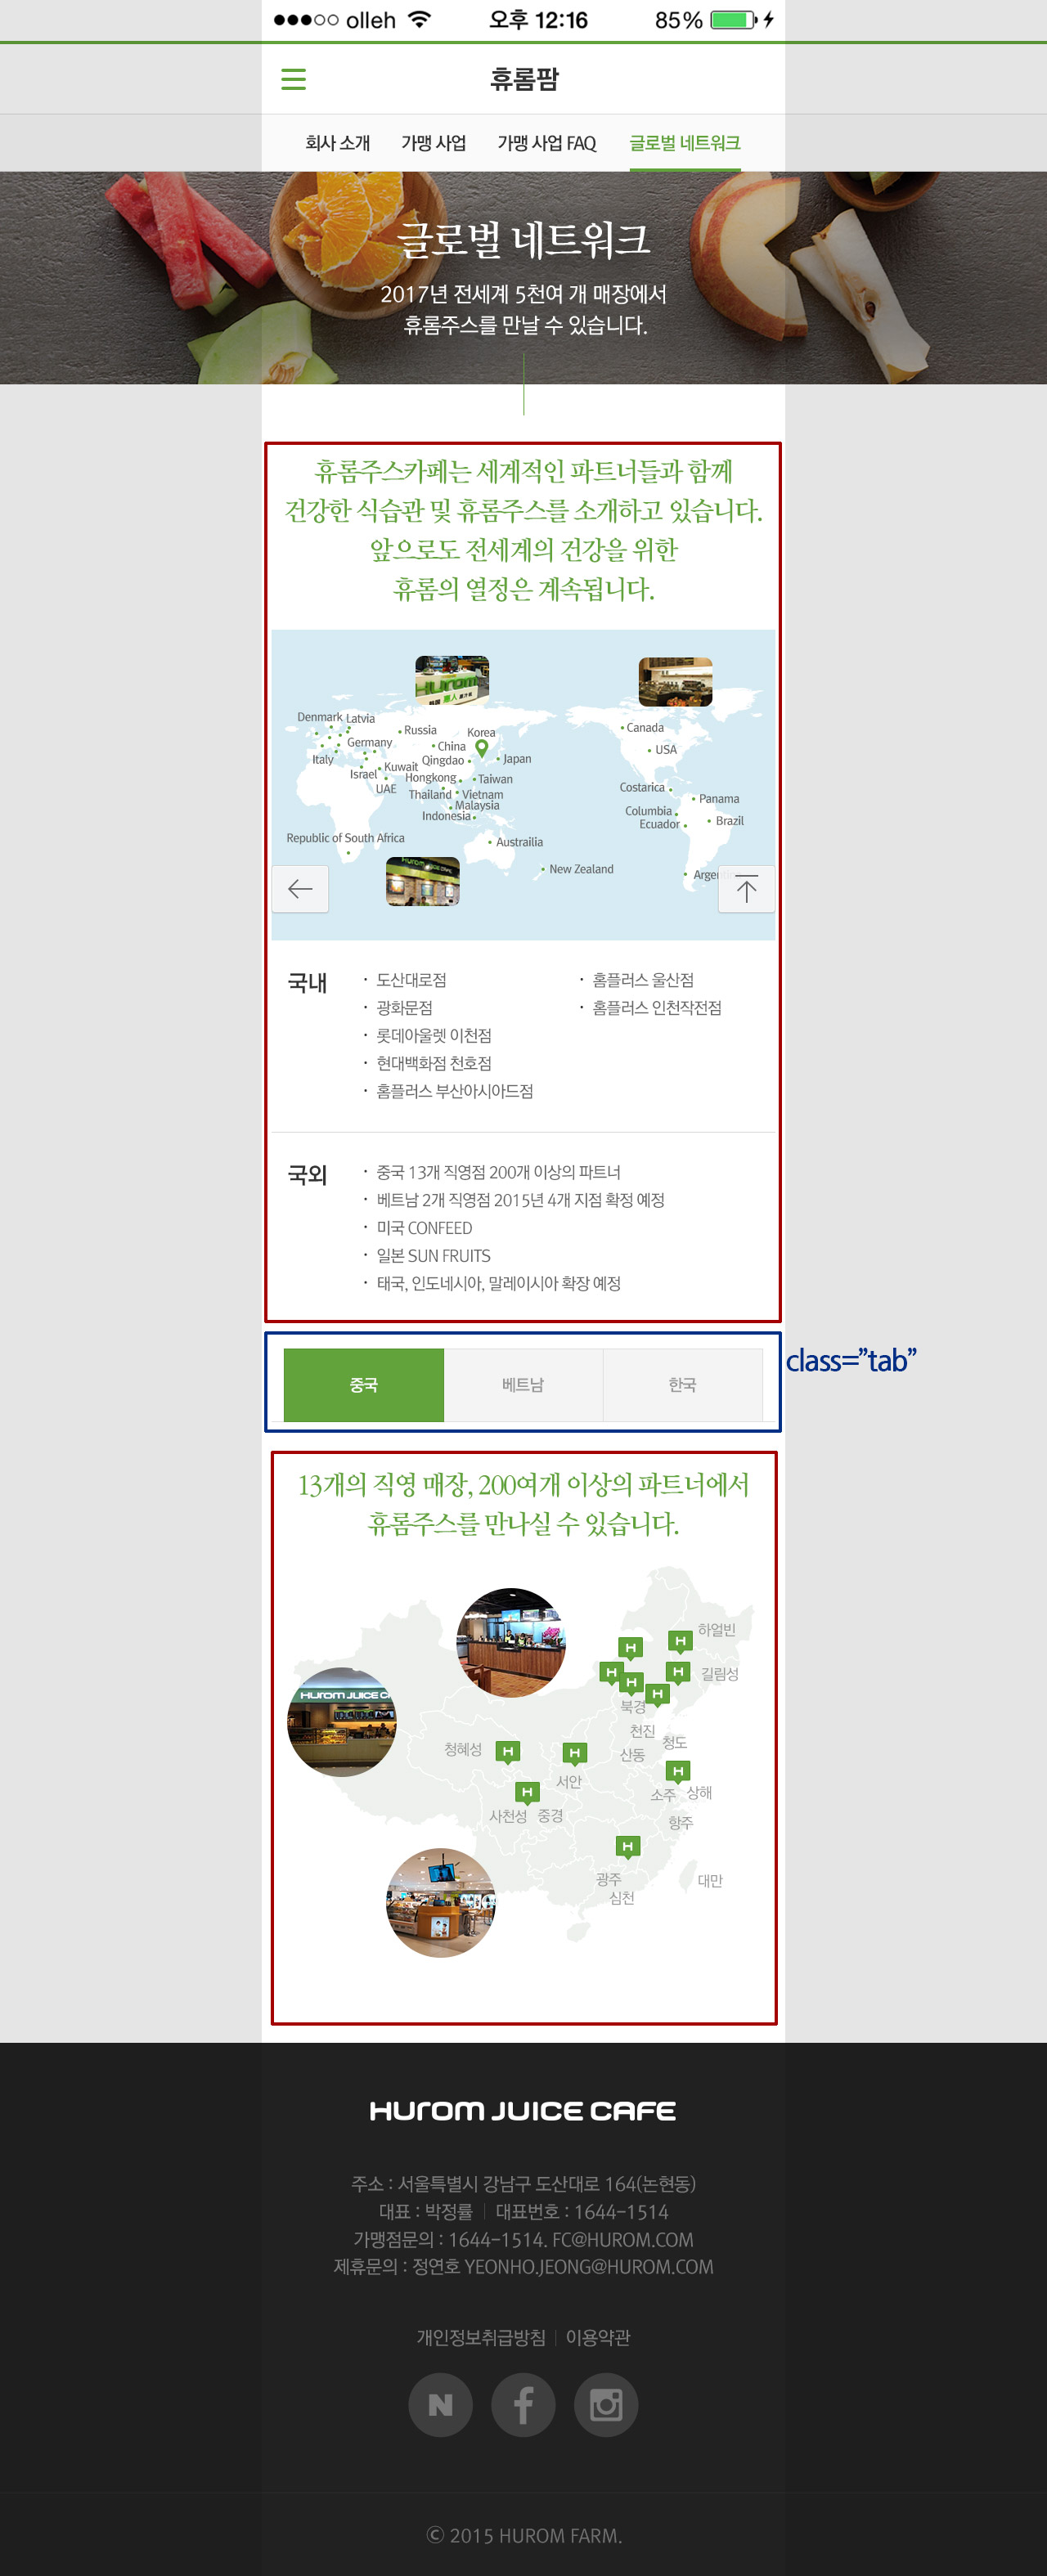 olleh 오후 12:16 85%
휴롬팜
회사 소개 가맹 사업 가맹 사업 FAQ 글로벌 네트워크
글로벌 네트워크
2017년 전세계 5천여 개 매장에서
휴롬주스를 만날 수 있습니다.
휴롬주스카페는 세계적인 파트너들과 함께
건강한 식습관 및 휴롬주스를 소개하고 있습니다.
앞으로도 전세계의 건강을 위한
휴롬의 열정은 계속됩니다.
Hurom
Denmark Latvia
Russia
Korea
Canada
Germany
China
USA
Italy
Qingdao
Japan
Israel
Kuwait
Hongkong
Taiwan
UAE
Thailand
Vietnam
Costarica
Malaysia
Panama
Indonesia
Columbia
Ecuador
Brazil
Republic of South Africa
Austrailia
New Zealand
HUROM JUICE CAFE
국내
· 도산대로점
· 광화문점
· 롯데아울렛 이천점
· 현대백화점 천호점
· 홈플러스 부산아시아드점
· 홈플러스 울산점
· 홈플러스 인천작전점
국외
· 중국 13개 직영점 200개 이상의 파트너
· 베트남 2개 직영점 2015년 4개 지점 확정 예정
· 미국 CONFEED
· 일본 SUN FRUITS
· 태국, 인도네시아, 말레이시아 확장 예정
중국 베트남 한국
class=”tab”
13개의 직영 매장, 200여개 이상의 파트너에서
휴롬주스를 만나실 수 있습니다.
하얼빈
길림성
HUROM JUICE CA
북경
천진
청도
청혜성
산동
서안
소주 상해
사천성 중경
항주
광주
대만
심천
HUROM JUICE CAFE
주소 : 서울특별시 강남구 도산대로 164(논현동)
대표 : 박정률 | 대표번호 : 1644-1514
가맹점문의 : 1644-1514. FC@HUROM.COM
제휴문의 : 정연호 YEONHO.JEONG@HUROM.COM
개인정보취급방침 | 이용약관
© 2015 HUROM FARM.